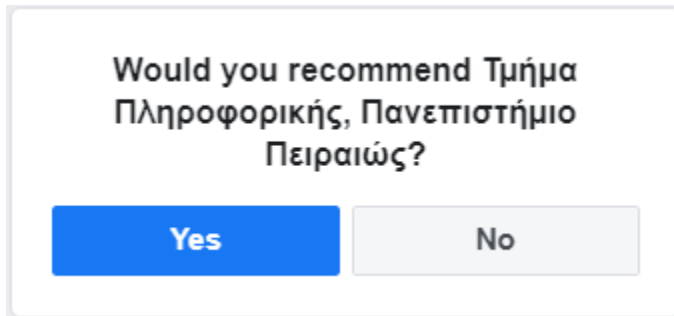 Would you recommend Τμήμα
Πληροφορικής, Πανεπιστήμιο
Πειραιώς?
Yes
No